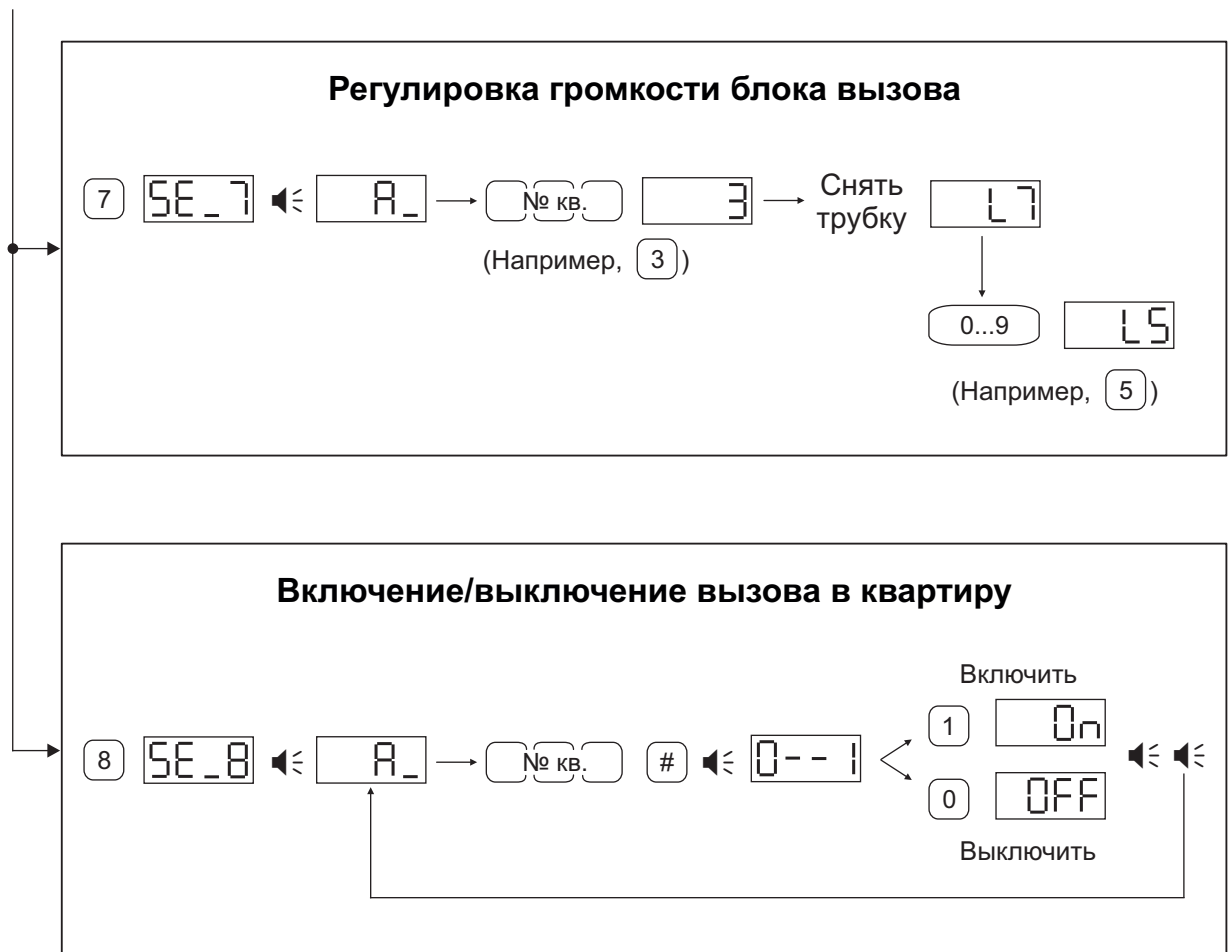 Регулировка громкости блока вызова
7 SE_7 A_ № кв. 3 Снять трубку L7
(Например, 3)
0...9 L5
(Например, 5)
Включение/выключение вызова в квартиру
Включить
8 SE_8 A_ № кв. # 0--1 1 On
0 OFF
Выключить